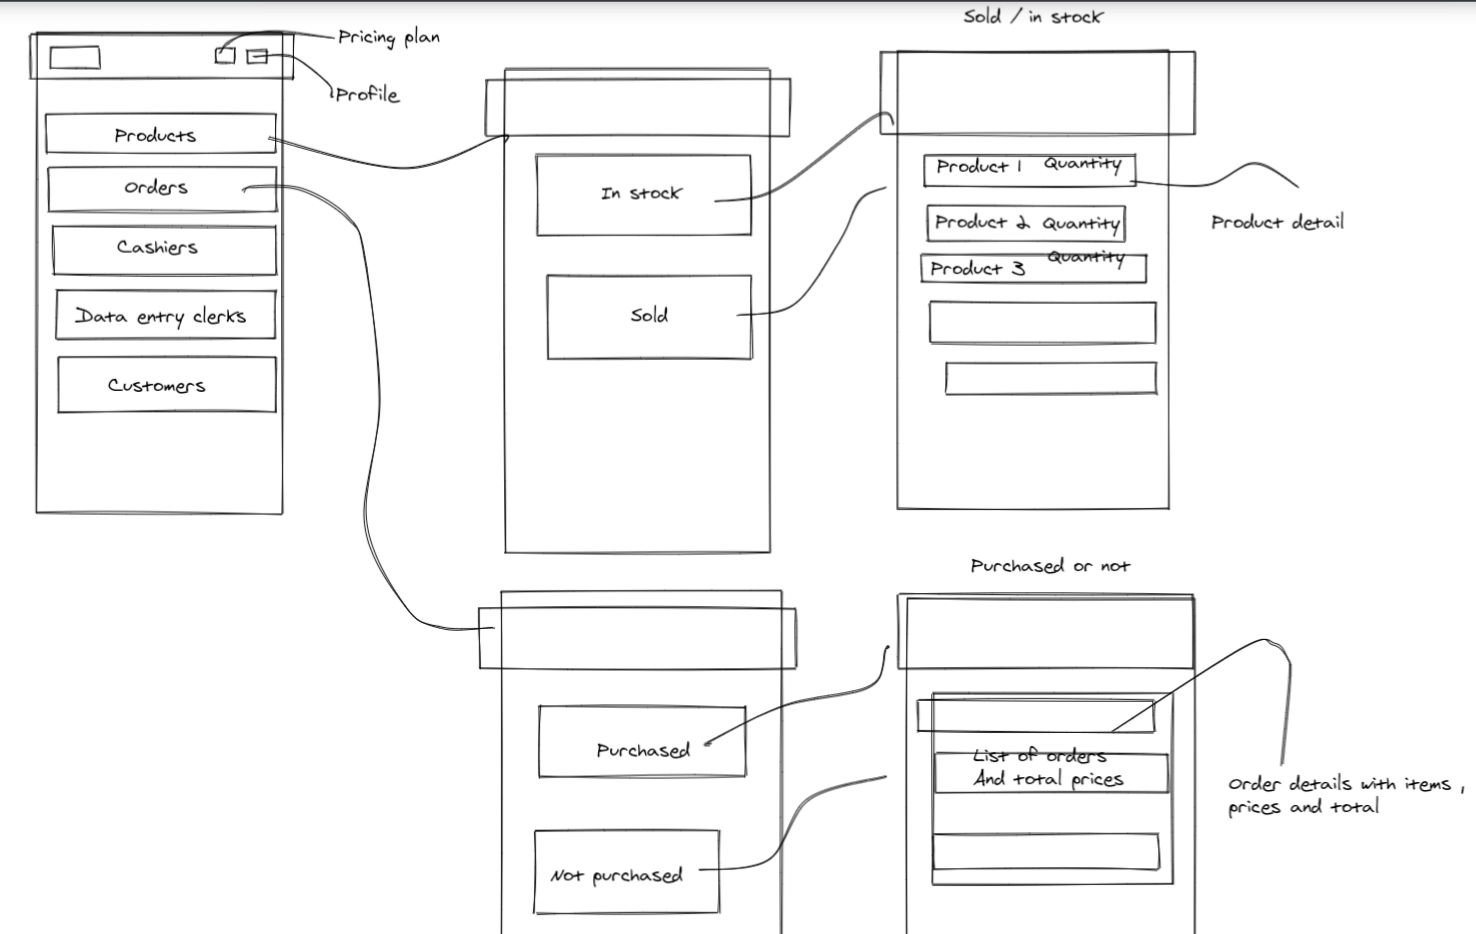 Sold / in stock
Pricing plan
Profile
Products
Orders
Cashiers
Data entry clerks
Customers
In stock
Sold
Product 1 Quantity
Product 2 Quantity
Product 3 Quantity
Product detail
Purchased or not
Purchased
Not purchased
List of orders
And total prices
Order details with items ,
prices and total